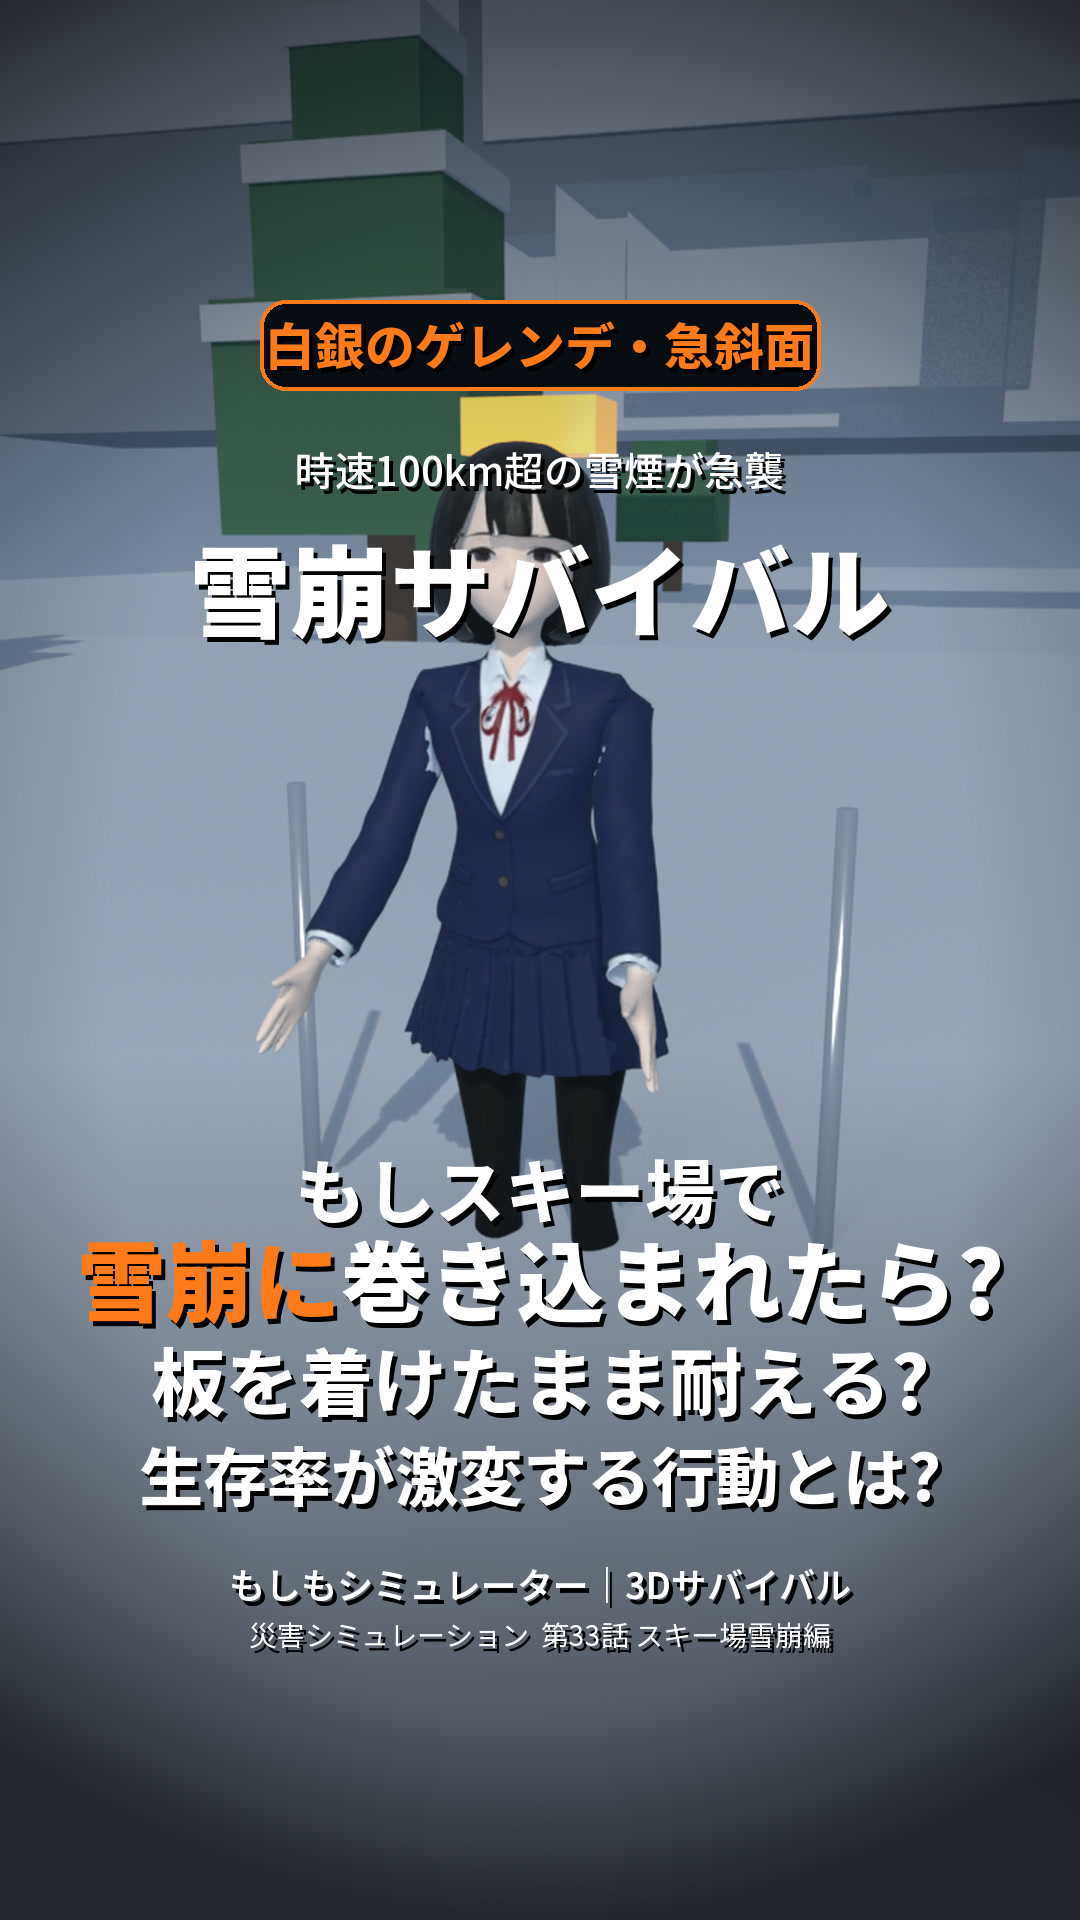 白銀のゲレンデ・急斜面
時速100km超の雪煙が急襲
雪崩サバイバル
もしスキー場で
雪崩に巻き込まれたら?
板を着けたまま耐える?
生存率が激変する行動とは?
もしもシミュレーター｜3Dサバイバル
災害シミュレーション 第33話 スキー場雪崩編